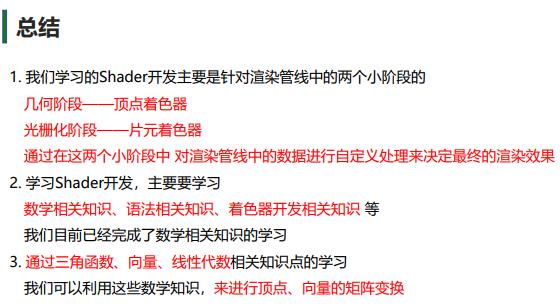 总结
1. 我们学习的Shader开发主要是针对渲染管线中的两个小阶段的
几何阶段——顶点着色器
光栅化阶段——片元着色器
通过在这两个小阶段中 对渲染管线中的数据进行自定义处理来决定最终的渲染效果
2. 学习Shader开发，主要要学习
数学相关知识、语法相关知识、着色器开发相关知识 等
我们目前已经完成了数学相关知识的学习
3. 通过三角函数、向量、线性代数相关知识点的学习
我们可以利用这些数学知识，来进行顶点、向量的矩阵变换